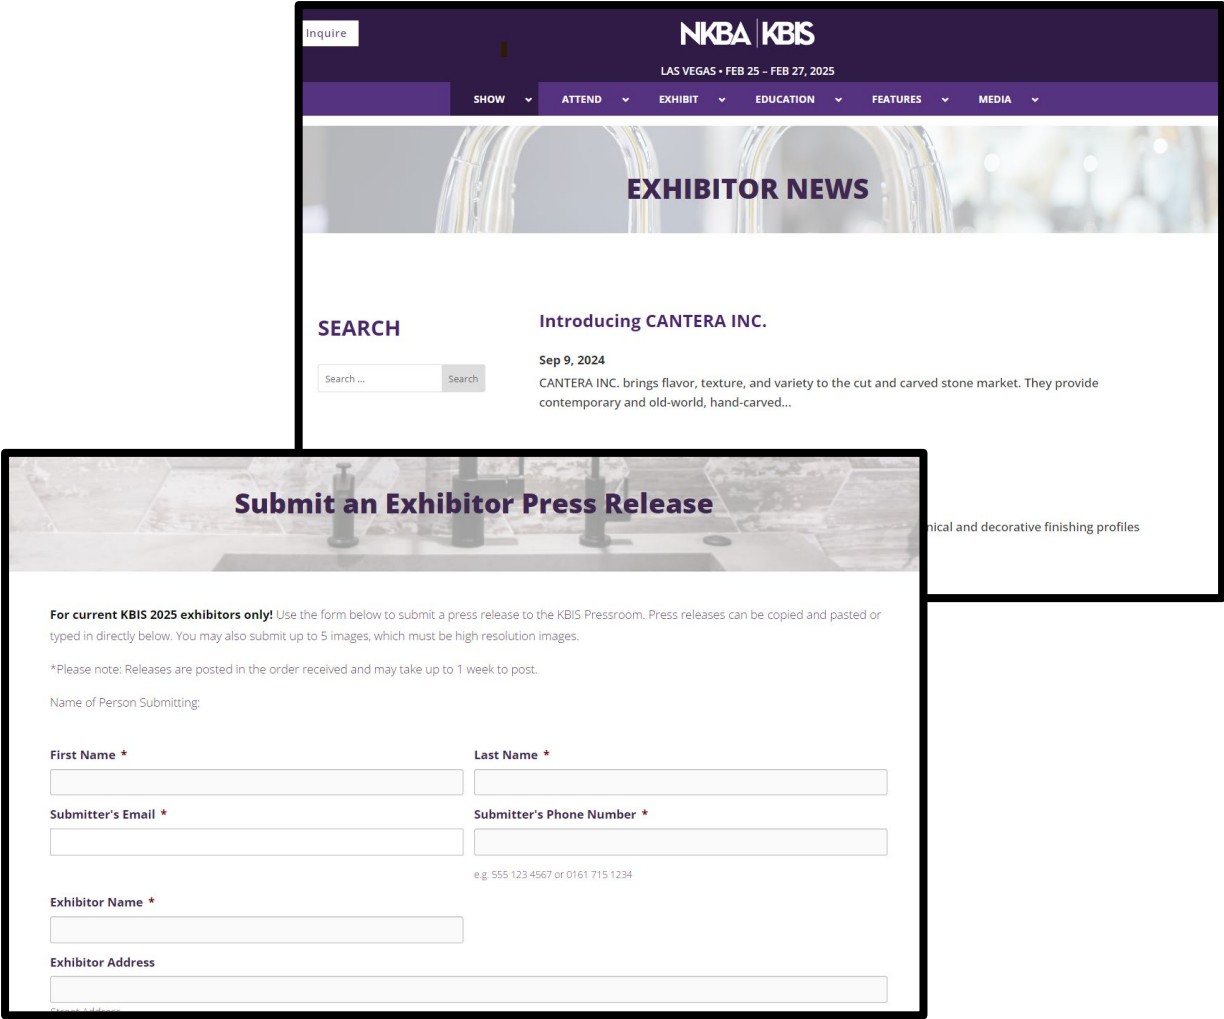 Inquire
NKBA KBIS
LAS VEGAS • FEB 25 – FEB 27, 2025
SHOW ATTEND EXHIBIT EDUCATION FEATURES MEDIA
EXHIBITOR NEWS
SEARCH
Search ... Search
Introducing CANTERA INC.
Sep 9, 2024
CANTERA INC. brings flavor, texture, and variety to the cut and carved stone market. They provide
contemporary and old-world, hand-carved...
nical and decorative finishing profiles
Submit an Exhibitor Press Release
For current KBIS 2025 exhibitors only! Use the form below to submit a press release to the KBIS Pressroom. Press releases can be copied and pasted or
typed in directly below. You may also submit up to 5 images, which must be high resolution images.
*Please note: Releases are posted in the order received and may take up to 1 week to post.
Name of Person Submitting:
First Name * Last Name *
Submitter's Email * Submitter's Phone Number *
e.g. 555 123 4567 or 0161 715 1234
Exhibitor Name *
Exhibitor Address
Street Address